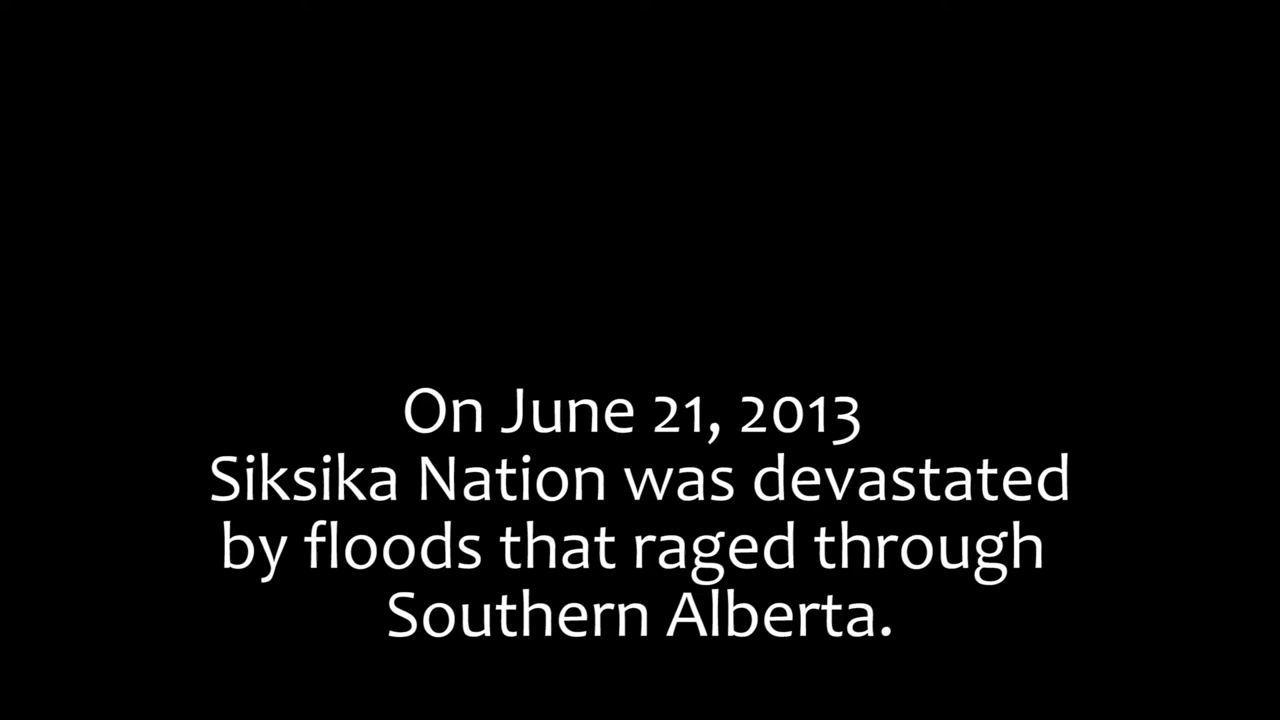 On June 21, 2013
Siksika Nation was devastated
by floods that raged through
Southern Alberta.